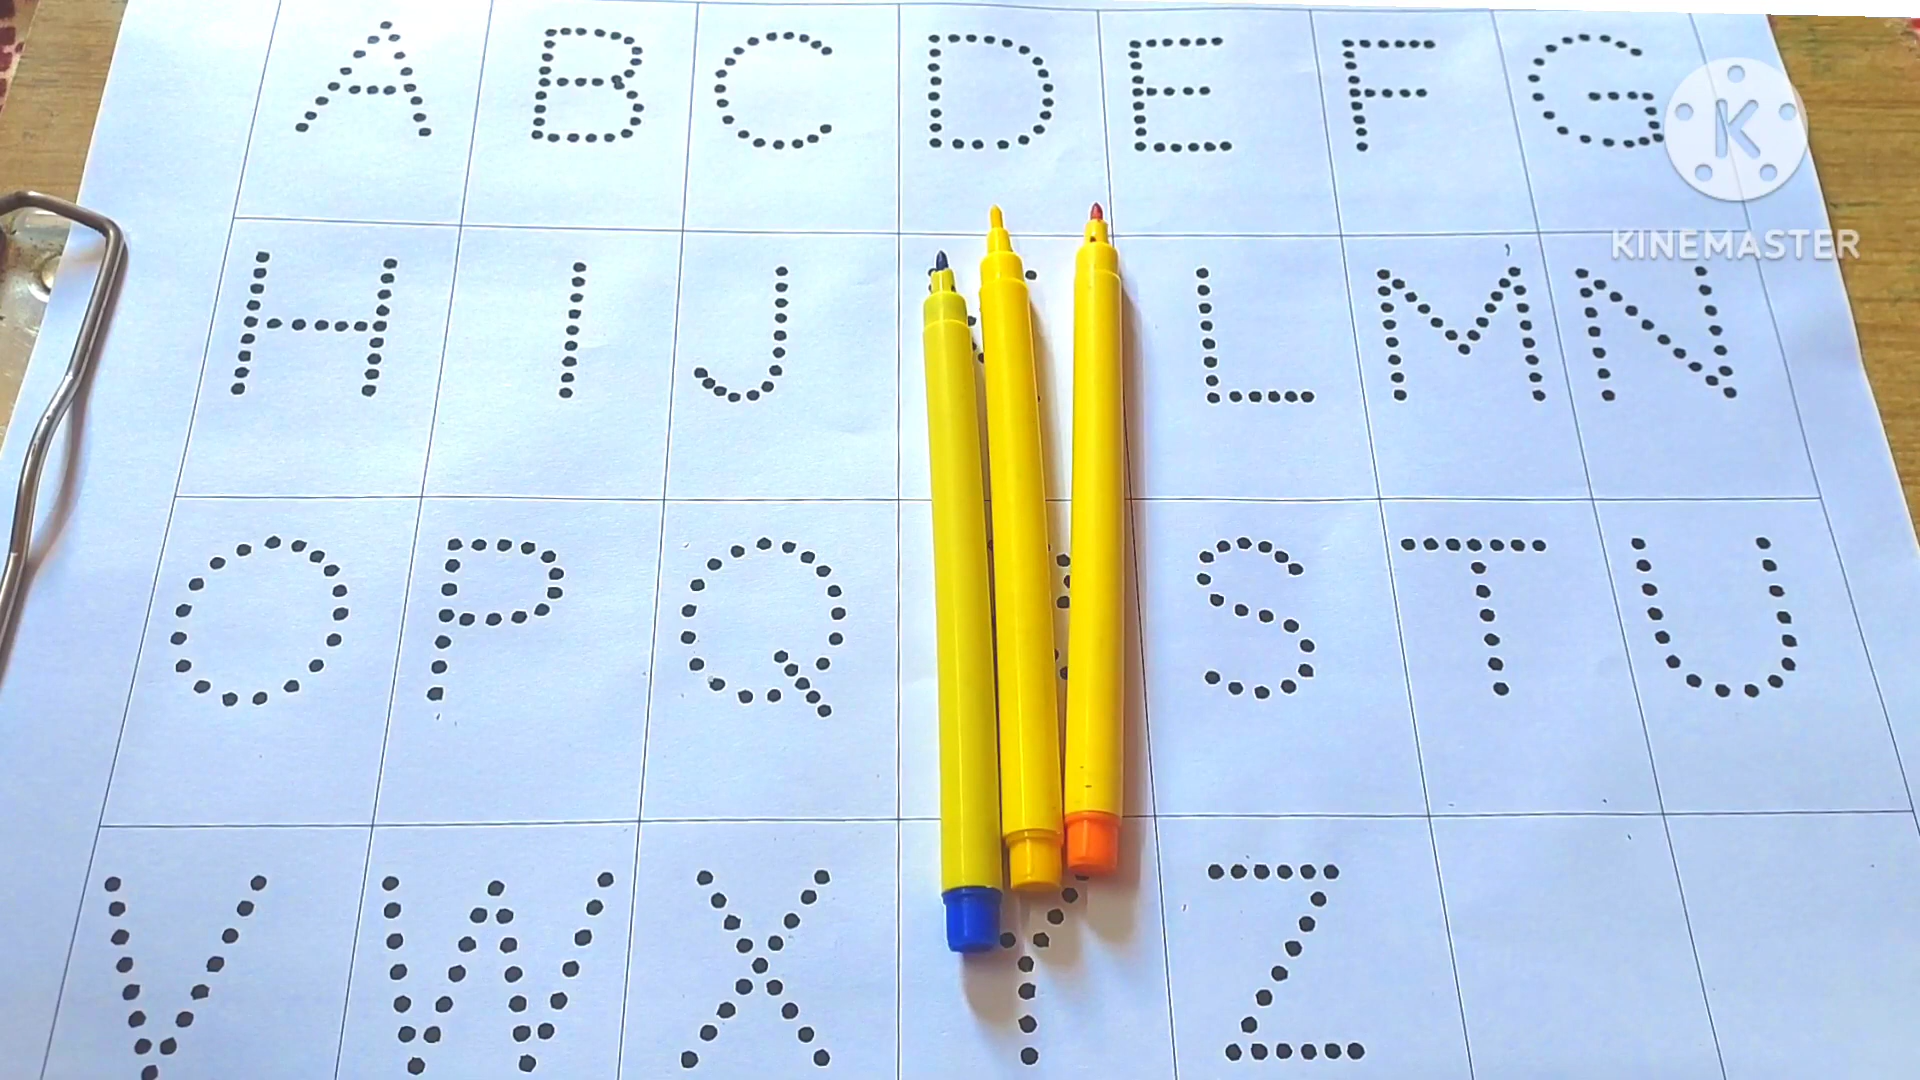 A B C D E F G
K
KINEMASTER
H I J L M N
O P Q S T U
V W X Y Z